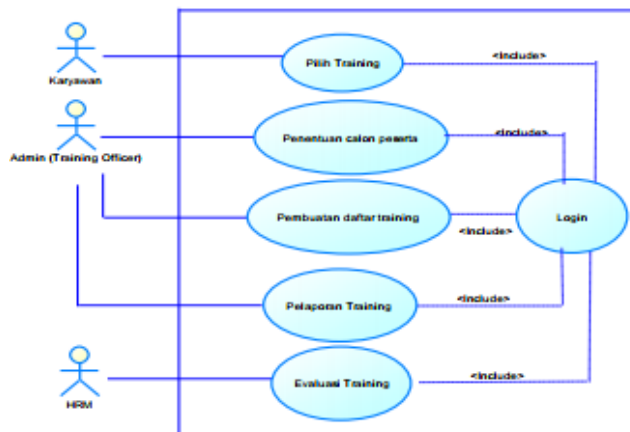 Karyawan
Pilih Training
<Include>
Admin (Training Officer)
Penentuan calon peserta
<Include>
Pembuatan daftar training
<Include>
Login
Pelaporan Training
<Include>
HRM
Evaluasi Training
<Include>